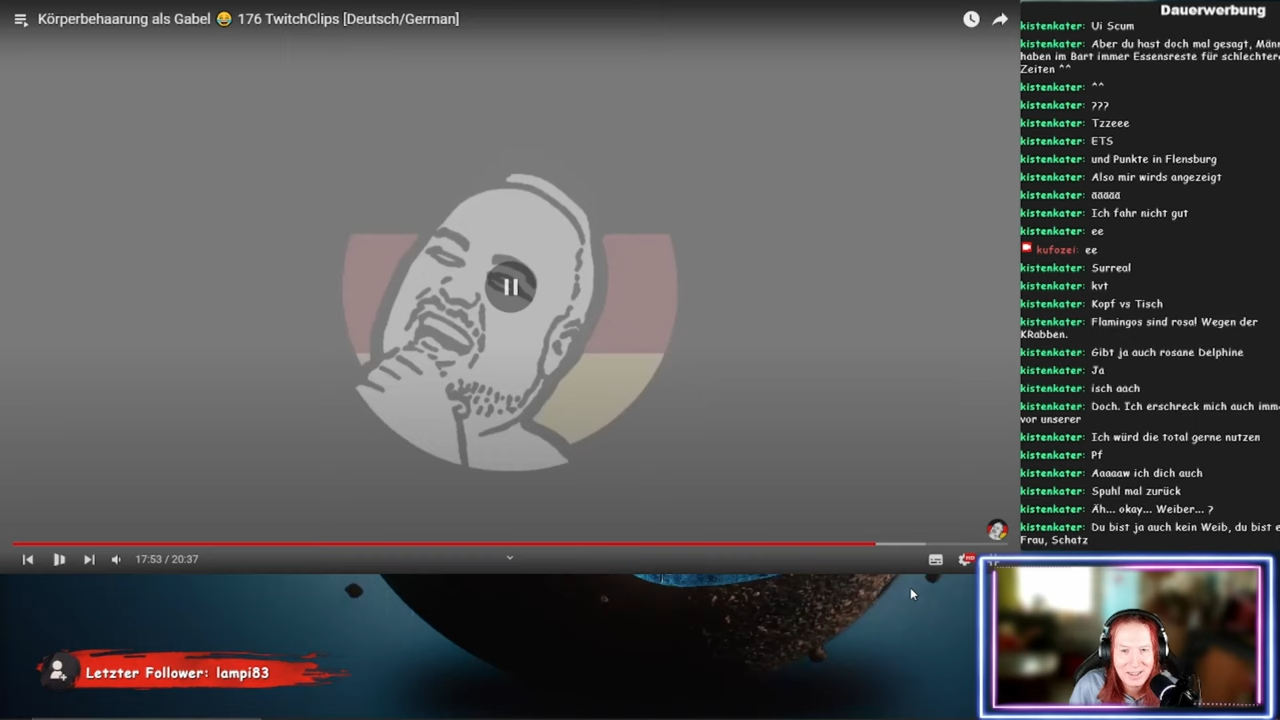 Körperbehaarung als Gabel 😂 176 TwitchClips [Deutsch/German]
17:53 / 20:37
HD
Dauerwerbung
kistenkater: Ui Scum
kistenkater: Aber du hast doch mal gesagt, Männ
haben im Bart immer Essensreste für schlechter
Zeiten ^^
kistenkater: ^^
kistenkater: ???
kistenkater: Tzzeee
kistenkater: ETS
kistenkater: und Punkte in Flensburg
kistenkater: Also mir wirds angezeigt
kistenkater: äääää
kistenkater: Ich fahr nicht gut
kistenkater: ee
kufozei: ee
kistenkater: Surreal
kistenkater: kvt
kistenkater: Kopf vs Tisch
kistenkater: Flamingos sind rosa! Wegen der
KRabben.
kistenkater: Gibt ja auch rosane Delphine
kistenkater: Ja
kistenkater: isch aach
kistenkater: Doch. Ich erschreck mich auch imm
vor unserer
kistenkater: Ich würd die total gerne nutzen
kistenkater: Pf
kistenkater: Aaaaaw ich dich auch
kistenkater: Spuhl mal zurück
kistenkater: Äh... okay... Weiber... ?
kistenkater: Du bist ja auch kein Weib, du bist e
Frau, Schatz
Letzter Follower: lampi83